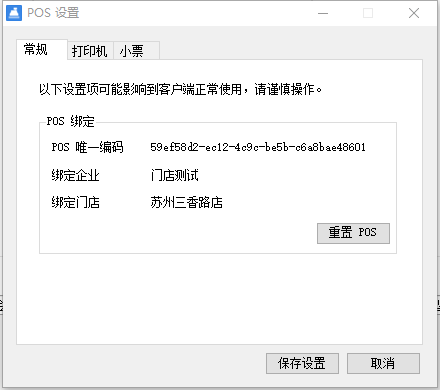 POS 设置
常规 打印机 小票
以下设置项可能影响到客户端正常使用，请谨慎操作。
POS 绑定
POS 唯一编码 59ef58d2-ec12-4c9c-be5b-c6a8bae48601
绑定企业 门店测试
绑定门店 苏州三香路店
重置 POS
保存设置 取消